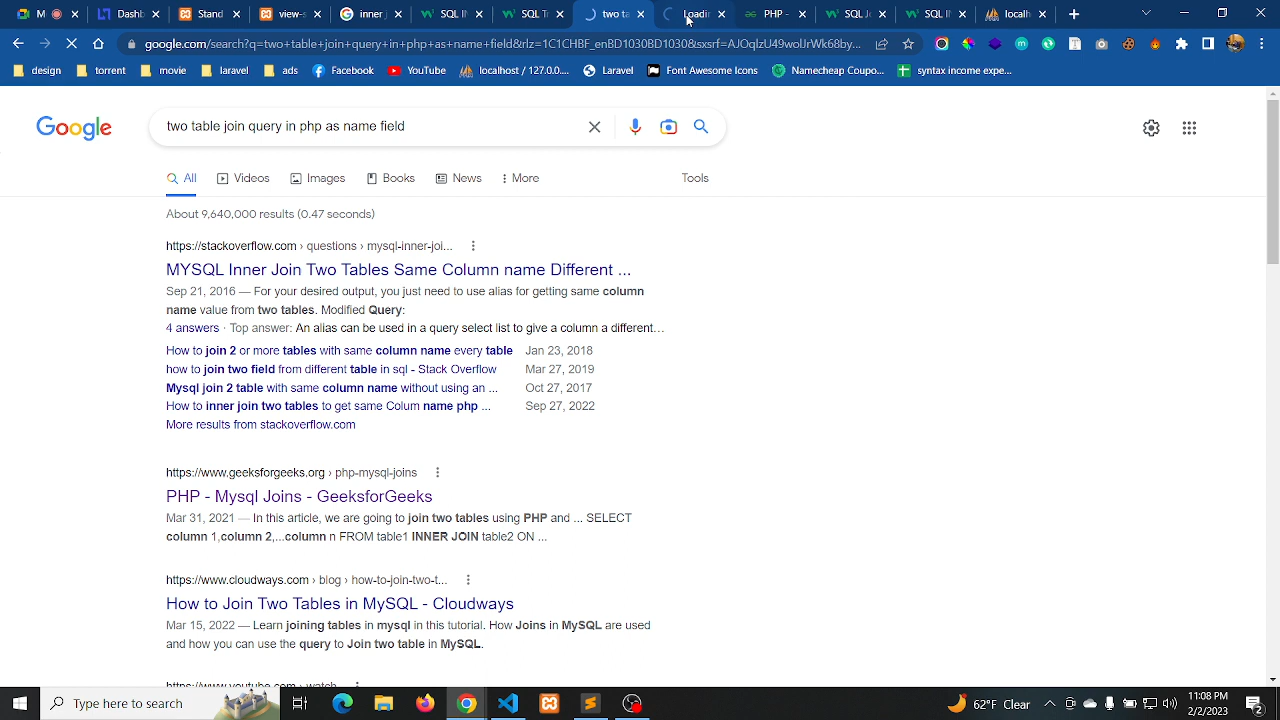 M
Dashb
Stand
view-s
inner j
SQL IN
SQL Tr
two ta
Loadin
PHP -
SQL Jo
SQL IN
localh
google.com/search?q=two+table+join+query+in+php+as+name+field&rlz=1C1CHBF_enBD1030BD1030&sxsrf=AJOqlzU49wolJrWk68by...
design
torrent
movie
laravel
ads
Facebook
YouTube
localhost / 127.0.0....
Laravel
Font Awesome Icons
Namecheap Coupo...
syntax income expe...
Google
two table join query in php as name field
All
Videos
Images
Books
News
More
Tools
About 9,640,000 results (0.47 seconds)
https://stackoverflow.com › questions › mysql-inner-joi...
MYSQL Inner Join Two Tables Same Column name Different ...
Sep 21, 2016 — For your desired output, you just need to use alias for getting same column
name value from two tables. Modified Query:
4 answers · Top answer: An alias can be used in a query select list to give a column a different…
How to join 2 or more tables with same column name every table Jan 23, 2018
how to join two field from different table in sql - Stack Overflow Mar 27, 2019
Mysql join 2 table with same column name without using an ... Oct 27, 2017
How to inner join two tables to get same Colum name php ... Sep 27, 2022
More results from stackoverflow.com
https://www.geeksforgeeks.org › php-mysql-joins
PHP - Mysql Joins - GeeksforGeeks
Mar 31, 2021 — In this article, we are going to join two tables using PHP and ... SELECT
column 1,column 2,...column n FROM table1 INNER JOIN table2 ON ...
https://www.cloudways.com › blog › how-to-join-two-t...
How to Join Two Tables in MySQL - Cloudways
Mar 15, 2022 — Learn joining tables in mysql in this tutorial. How Joins in MySQL are used
and how you can use the query to Join two table in MySQL.
https://www.youtube.com › watch
Type here to search
62°F Clear
11:08 PM
2/2/2023
2